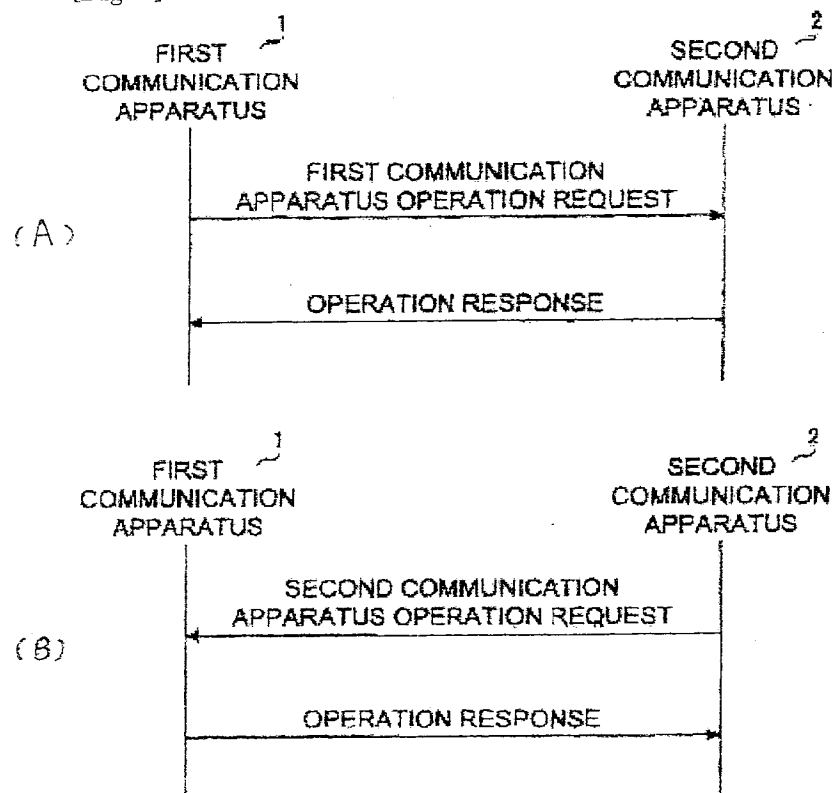 1
FIRST
COMMUNICATION
APPARATUS
2
SECOND
COMMUNICATION
APPARATUS
FIRST COMMUNICATION
APPARATUS OPERATION REQUEST
(A)
OPERATION RESPONSE
1
FIRST
COMMUNICATION
APPARATUS
2
SECOND
COMMUNICATION
APPARATUS
SECOND COMMUNICATION
APPARATUS OPERATION REQUEST
(B)
OPERATION RESPONSE